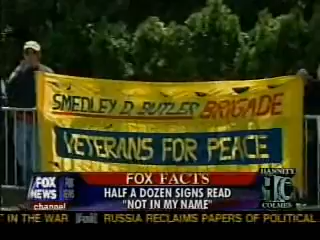 SMEDLEY D. BUTLER BRIGADE
VETERANS FOR PEACE
FOX FACTS
HALF A DOZEN SIGNS READ
"NOT IN MY NAME"
FOX
NEWS
channel
HANNITY
&
COLMES
IN THE WAR
RUSSIA RECLAIMS PAPERS OF POLITICAL